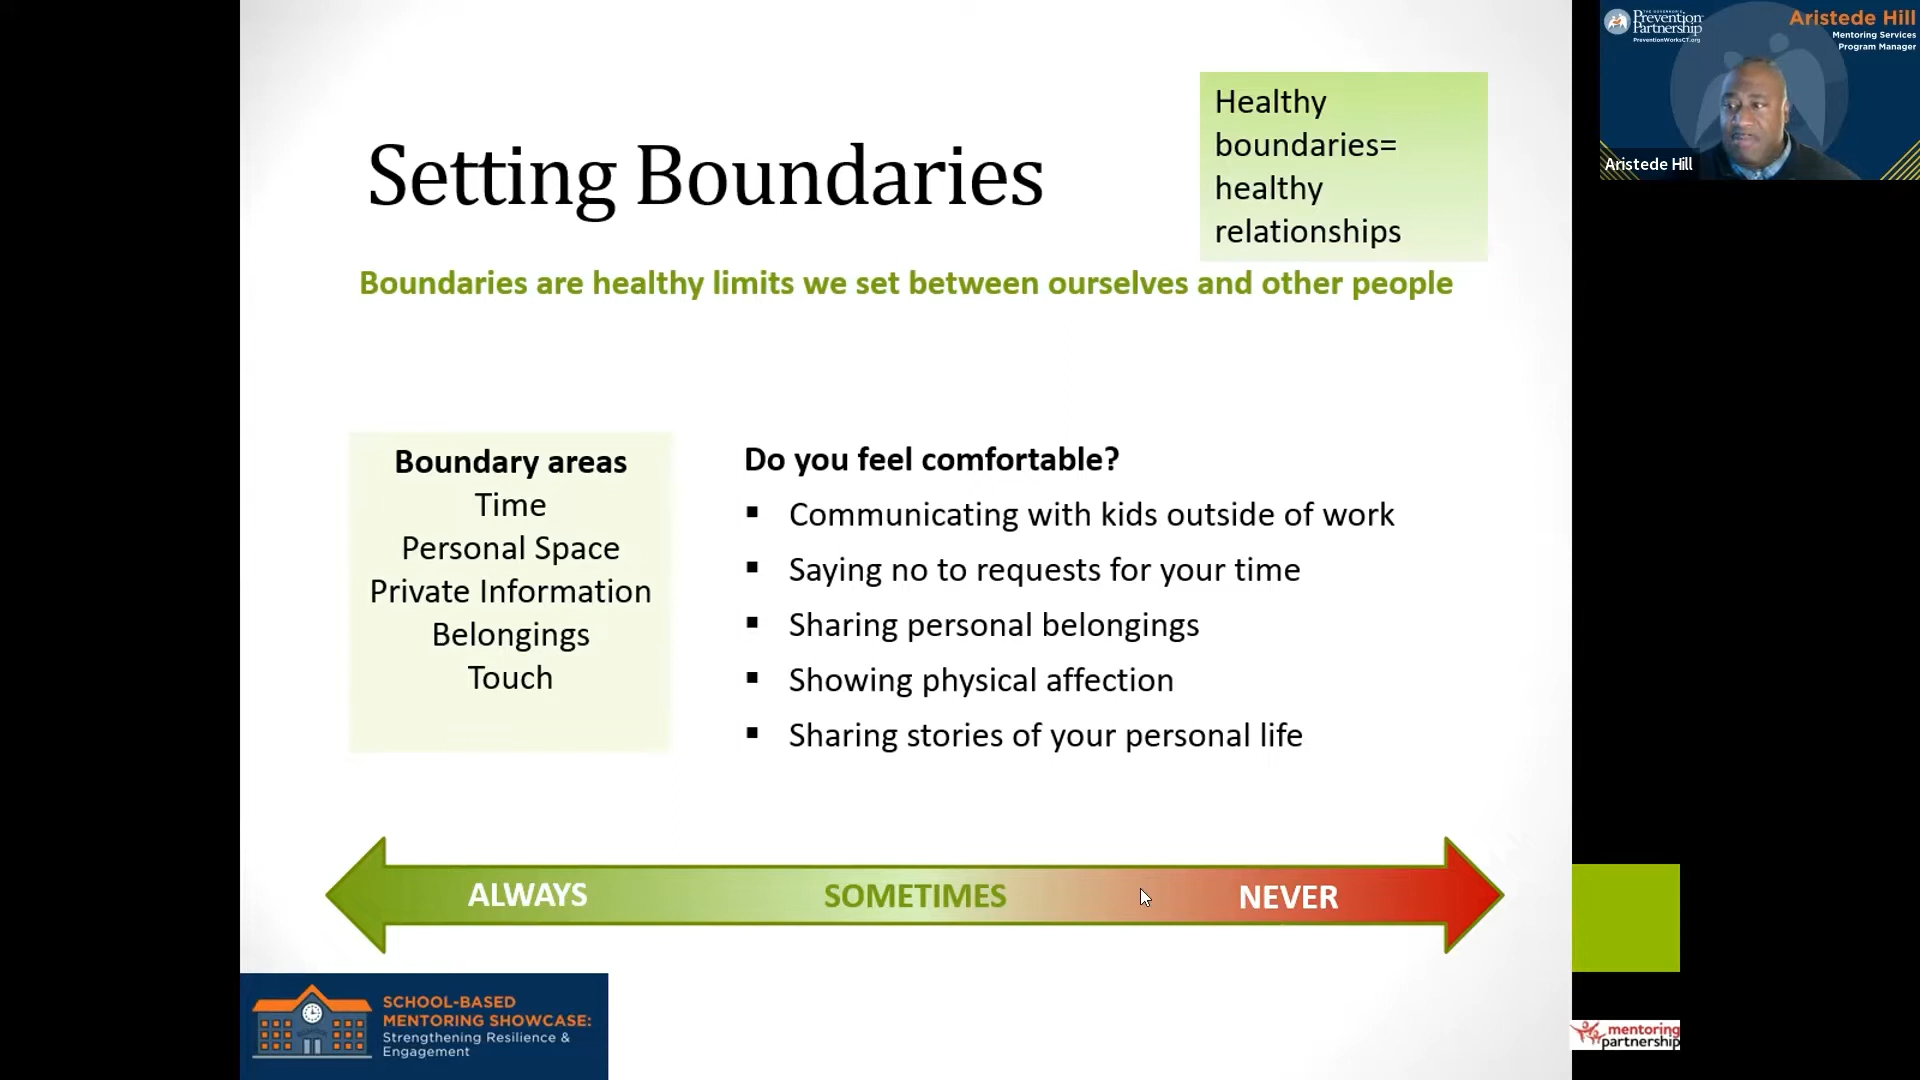 Setting Boundaries
Healthy
boundaries=
healthy
relationships
Boundaries are healthy limits we set between ourselves and other people
Boundary areas
Time
Personal Space
Private Information
Belongings
Touch
Do you feel comfortable?
▪ Communicating with kids outside of work
▪ Saying no to requests for your time
▪ Sharing personal belongings
▪ Showing physical affection
▪ Sharing stories of your personal life
ALWAYS
SOMETIMES
NEVER
SCHOOL-BASED
MENTORING SHOWCASE:
Strengthening Resilience &
Engagement
mentoring
partnership
THE GOVERNOR'S
Prevention
Partnership
PreventionWorksCT.org
Aristede Hill
Mentoring Services
Program Manager
Aristede Hill